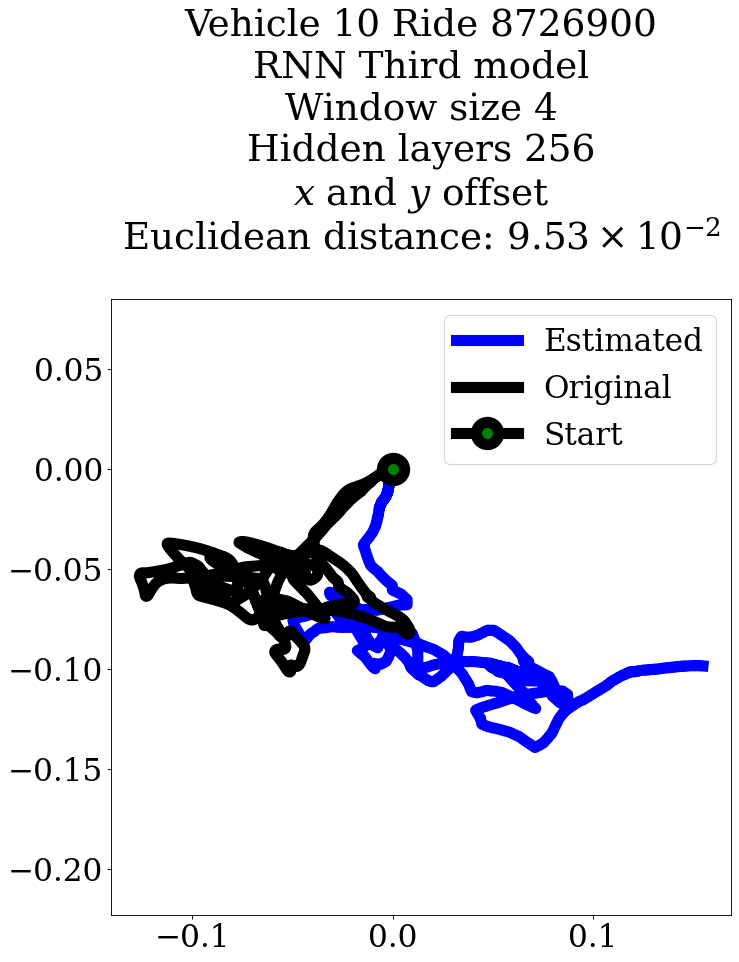 Vehicle 10 Ride 8726900
RNN Third model
Window size 4
Hidden layers 256
x and y offset
Euclidean distance: 9.53 × 10⁻²
Estimated
Original
Start
0.05
0.00
−0.05
−0.10
−0.15
−0.20
−0.1
0.0
0.1